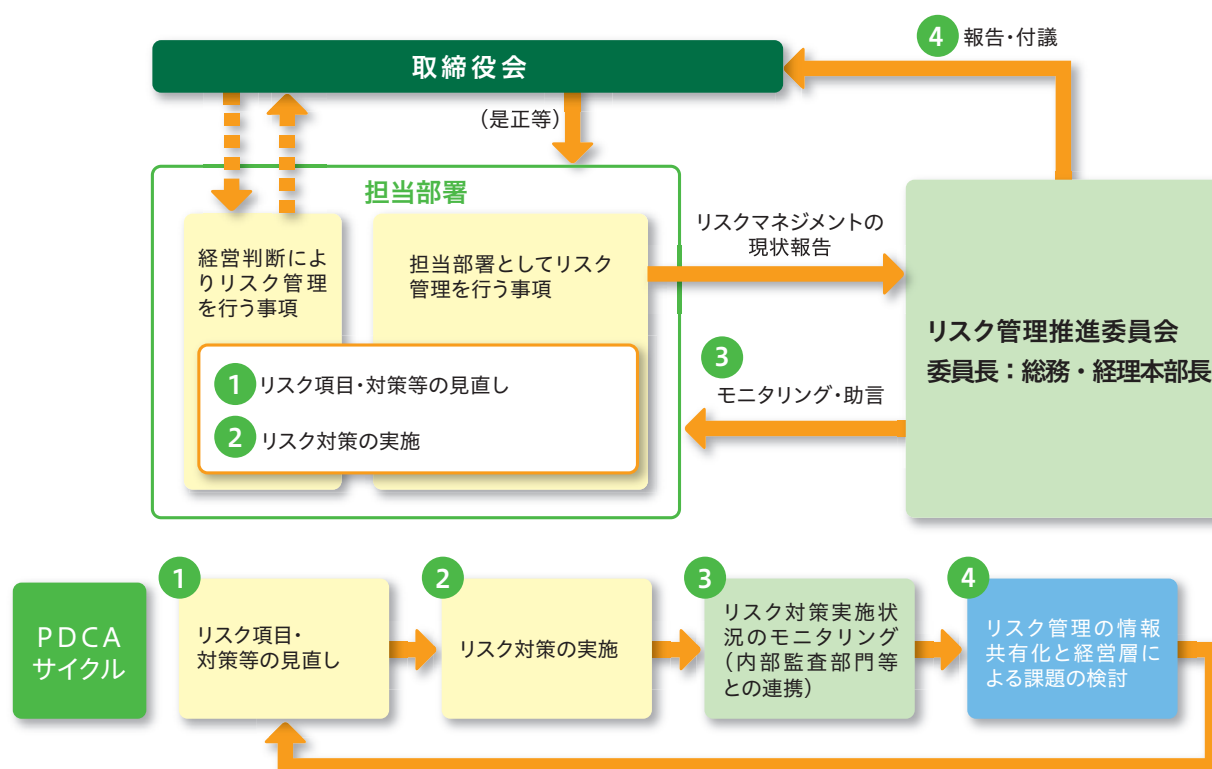 4 報告・付議
取締役会
（是正等）
担当部署
経営判断によ
りリスク管理
を行う事項
担当部署としてリスク
管理を行う事項
リスクマネジメントの
現状報告
リスク管理推進委員会
委員長：総務・経理本部長
1 リスク項目・対策等の見直し
2 リスク対策の実施
3
モニタリング・助言
PDCA
サイクル
1
リスク項目・
対策等の見直し
2
リスク対策の実施
3
リスク対策実施状
況のモニタリング
（内部監査部門等
との連携）
4
リスク管理の情報
共有化と経営層に
よる課題の検討